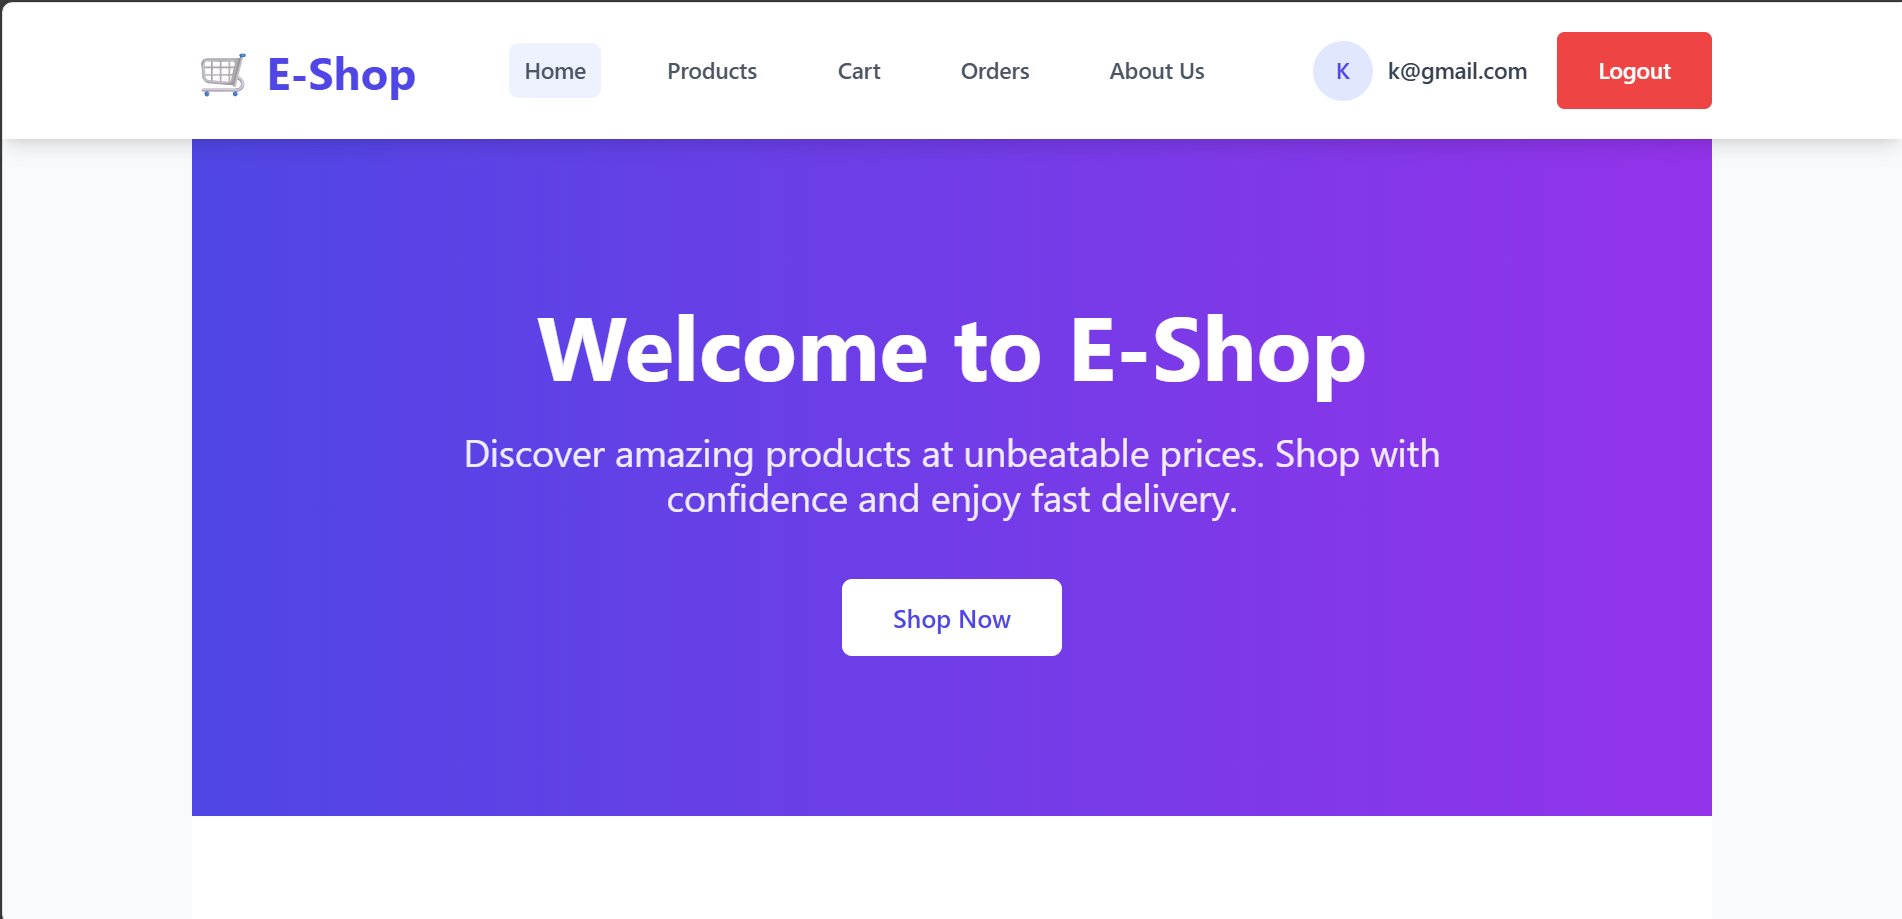 E-Shop
Home
Products
Cart
Orders
About Us
K
k@gmail.com
Logout
Welcome to E-Shop
Discover amazing products at unbeatable prices. Shop with
confidence and enjoy fast delivery.
Shop Now